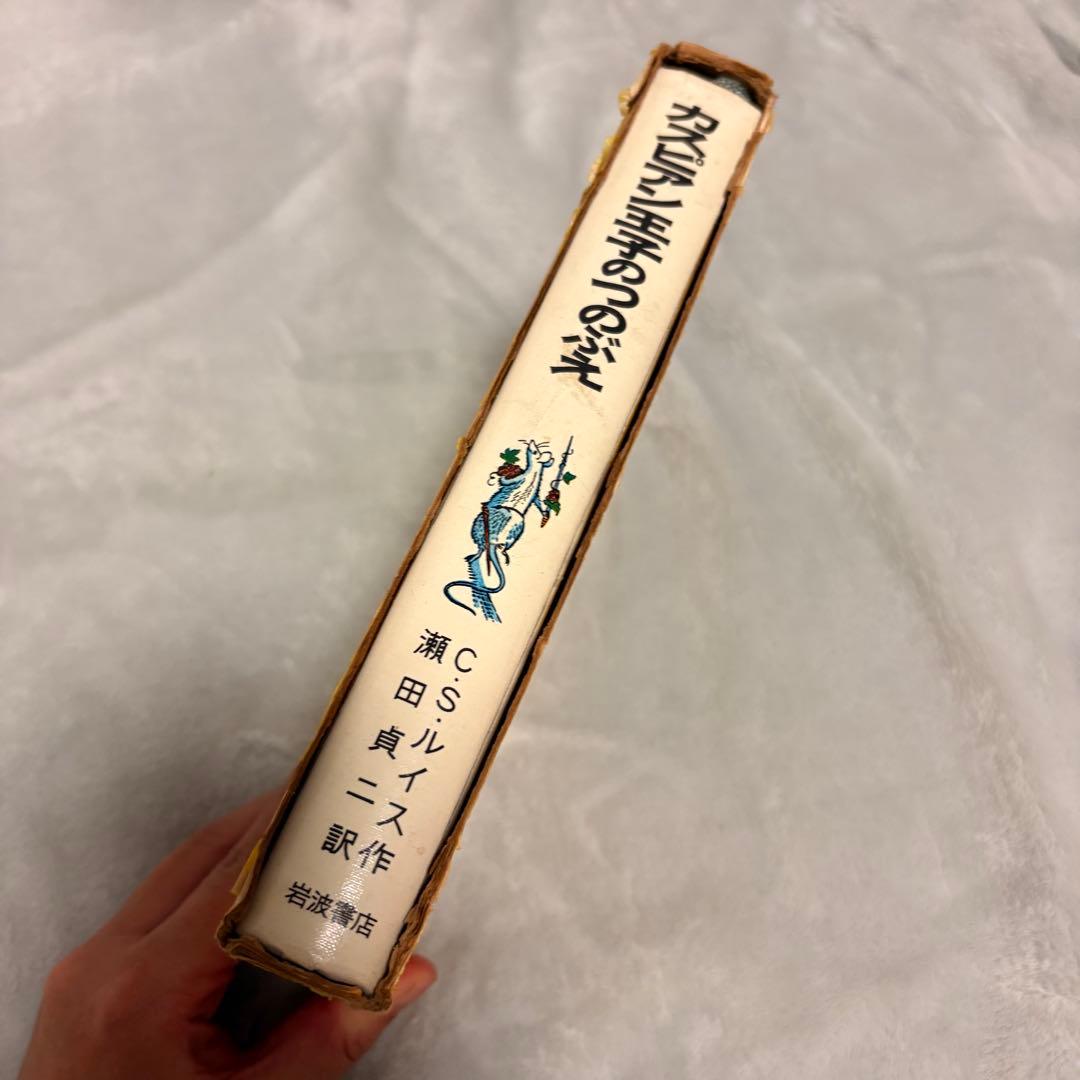 カスピアン王子のつのぶえ
C.S.ルイス作
瀬田貞二訳
岩波書店